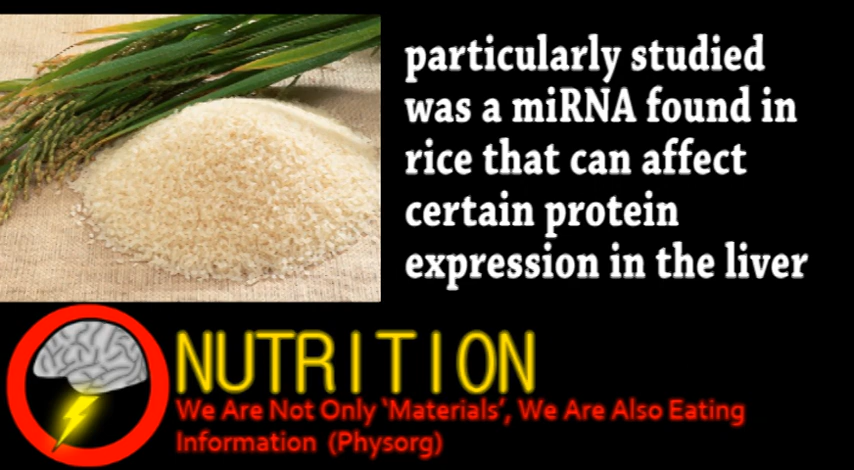 particularly studied
was a miRNA found in
rice that can affect
certain protein
expression in the liver
NUTRITION
We Are Not Only ‘Materials’, We Are Also Eating
Information (Physorg)